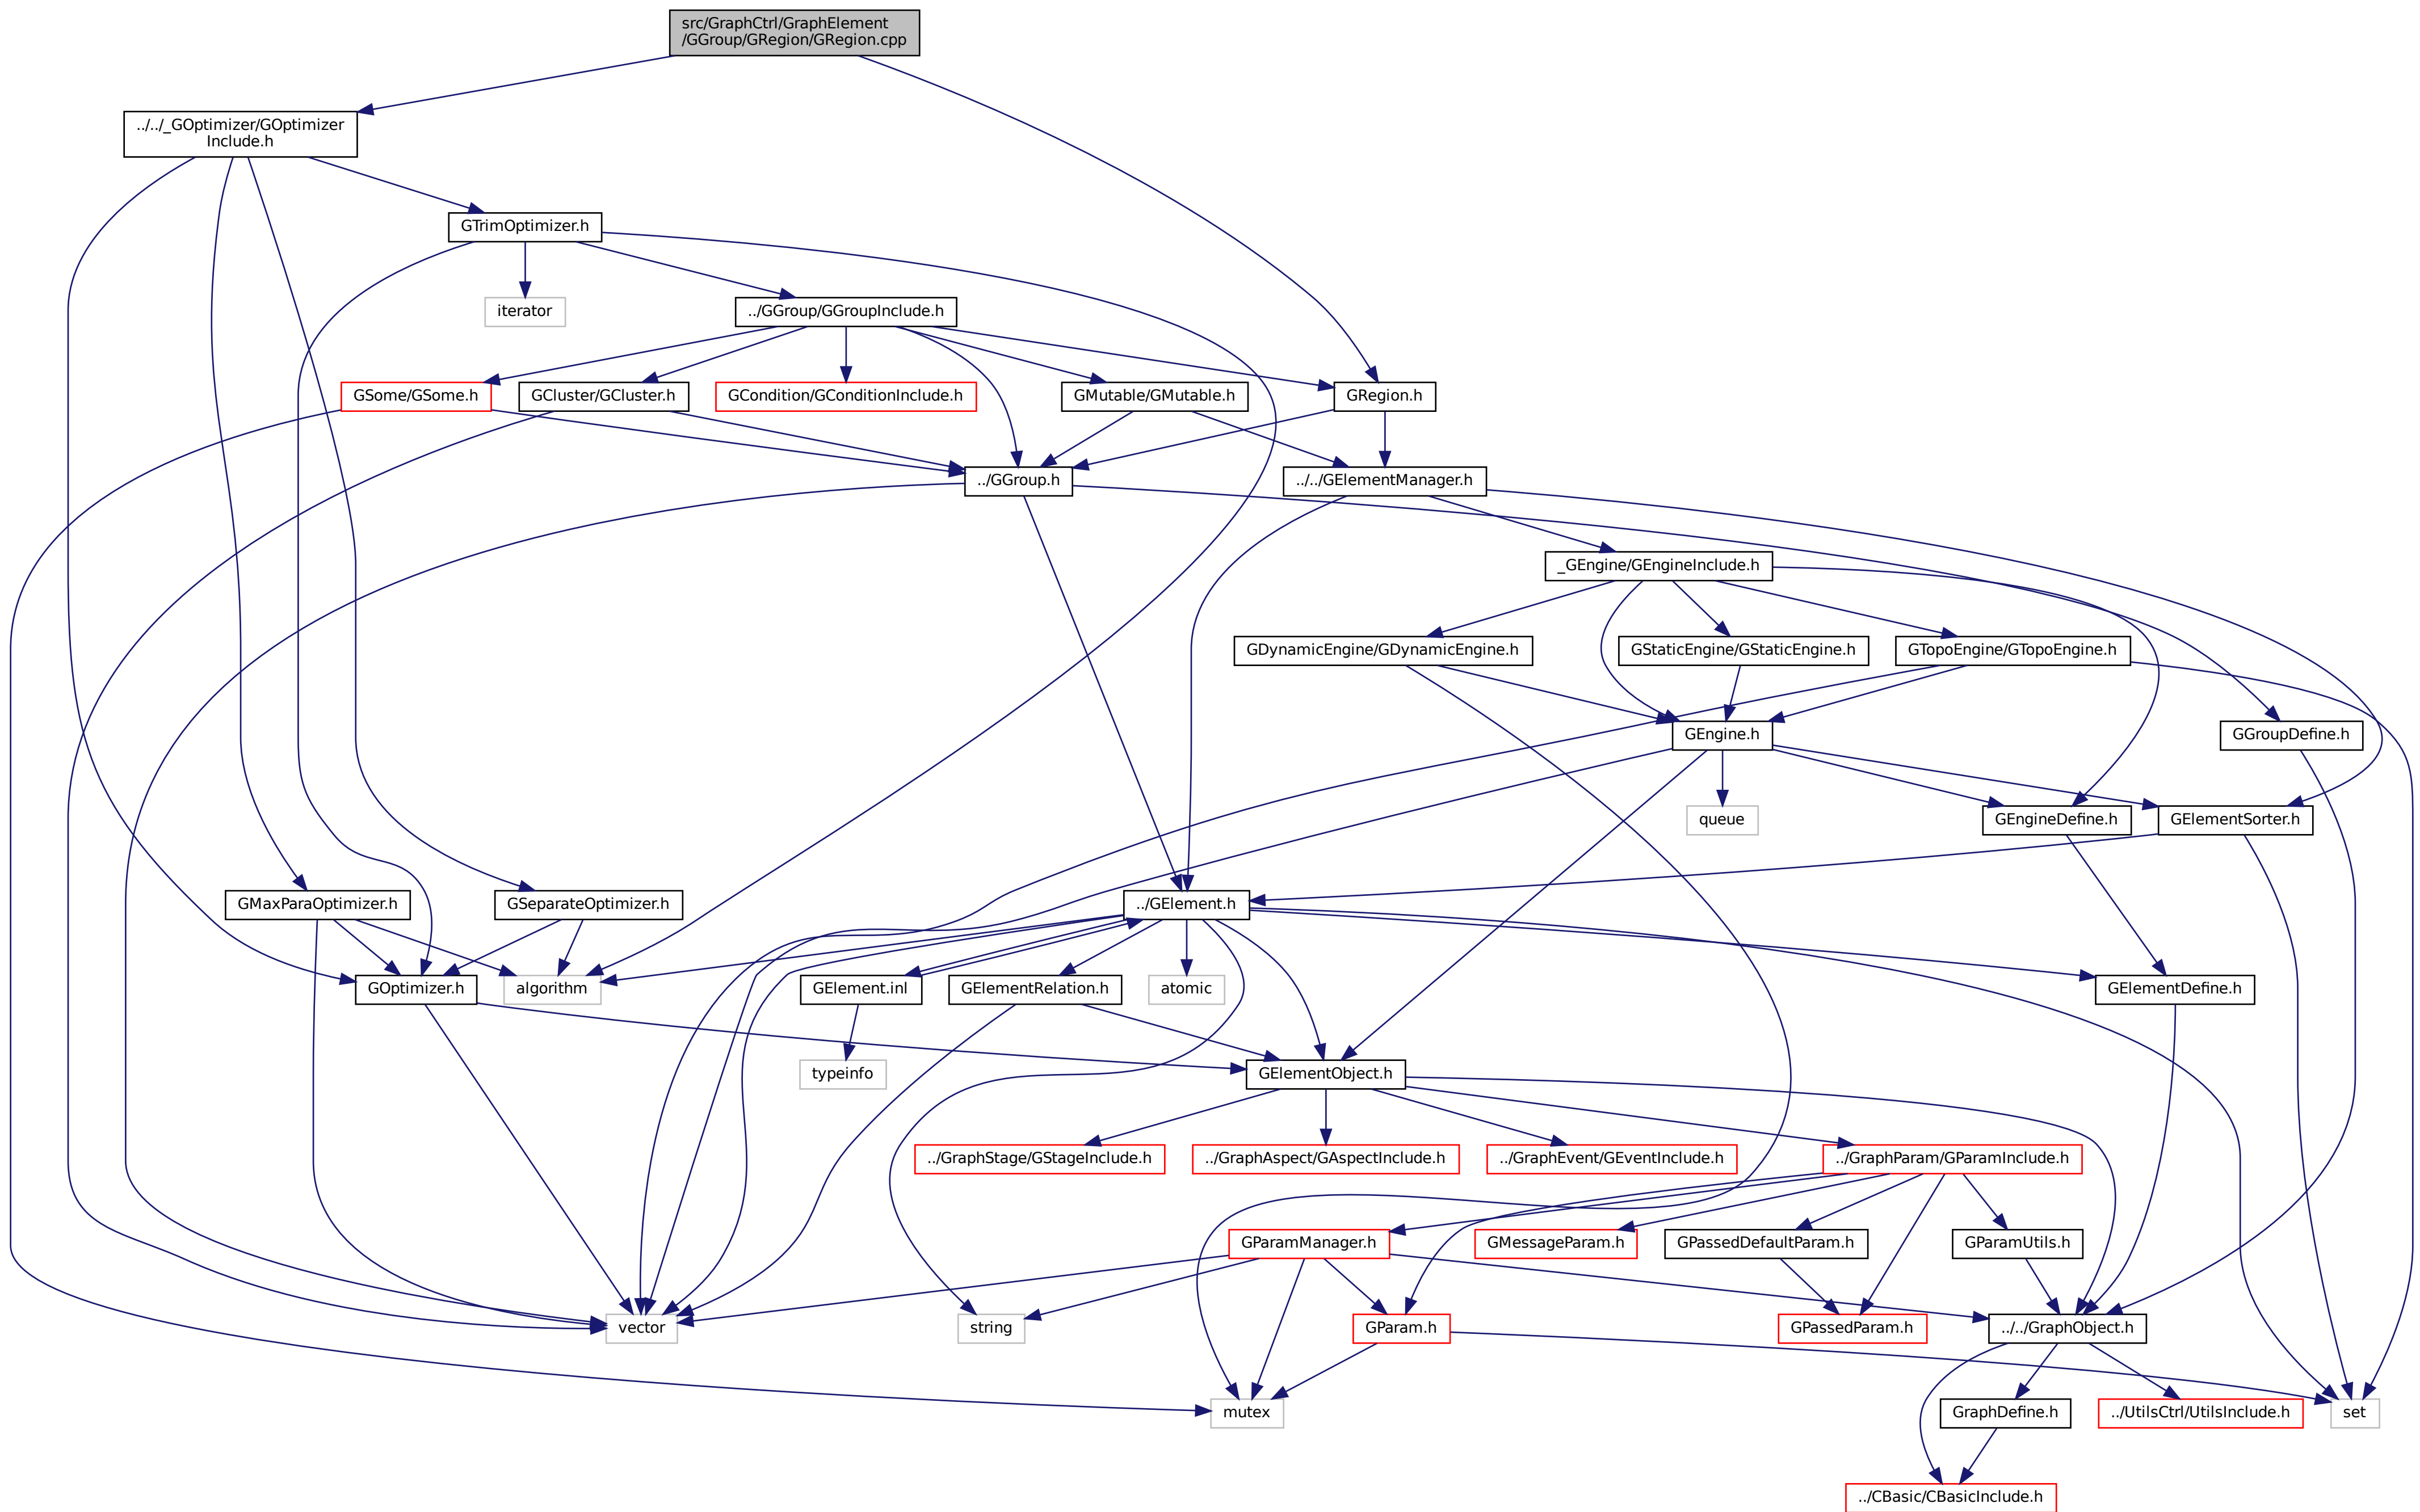 src/GraphCtrl/GraphElement
/GGroup/GRegion/GRegion.cpp
../../_GOptimizer/GOptimizer
Include.h
GTrimOptimizer.h
iterator
../GGroup/GGroupInclude.h
GSome/GSome.h
GCluster/GCluster.h
GCondition/GConditionInclude.h
GMutable/GMutable.h
GRegion.h
../GGroup.h
../../GElementManager.h
_GEngine/GEngineInclude.h
GDynamicEngine/GDynamicEngine.h
GStaticEngine/GStaticEngine.h
GTopoEngine/GTopoEngine.h
GEngine.h
GGroupDefine.h
queue
GEngineDefine.h
GElementSorter.h
GMaxParaOptimizer.h
GSeparateOptimizer.h
../GElement.h
GOptimizer.h
algorithm
GElement.inl
GElementRelation.h
atomic
GElementDefine.h
typeinfo
GElementObject.h
../GraphStage/GStageInclude.h
../GraphAspect/GAspectInclude.h
../GraphEvent/GEventInclude.h
../GraphParam/GParamInclude.h
GParamManager.h
GMessageParam.h
GPassedDefaultParam.h
GParamUtils.h
vector
string
GParam.h
GPassedParam.h
../../GraphObject.h
mutex
GraphDefine.h
../UtilsCtrl/UtilsInclude.h
set
../CBasic/CBasicInclude.h